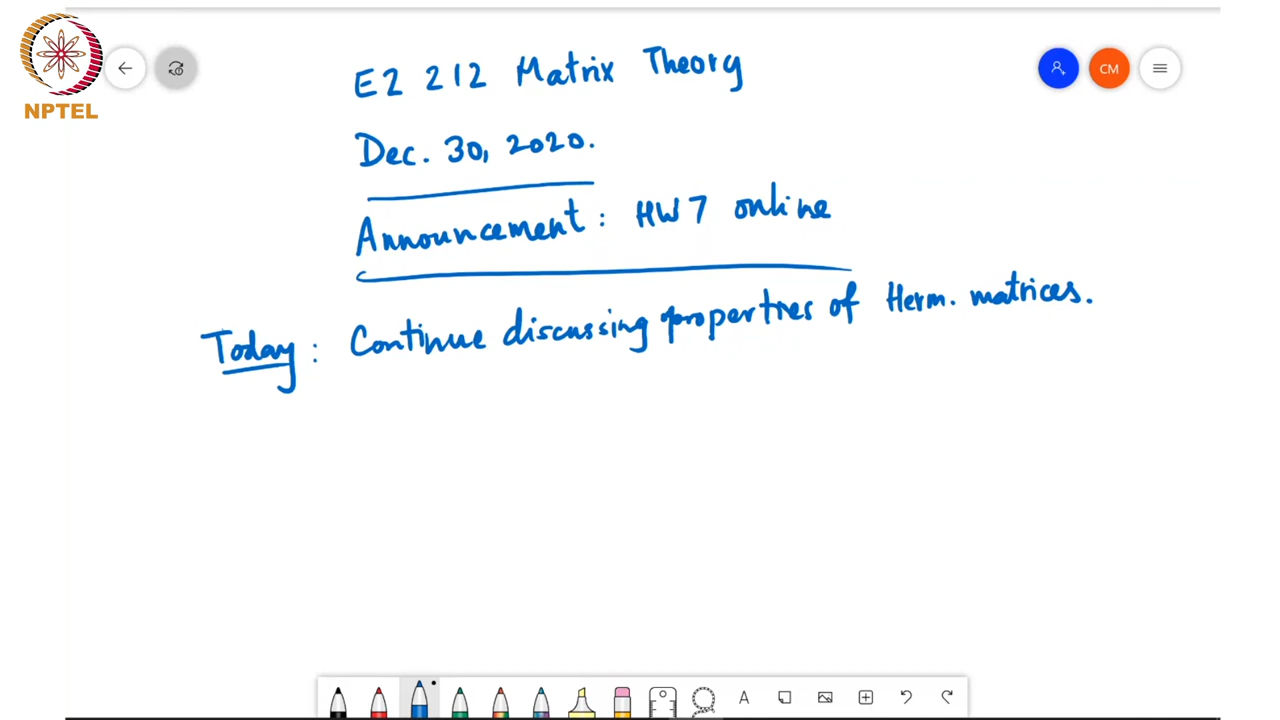 E2 212 Matrix Theory
Dec. 30, 2020.
Announcement: HW7 online
Today: Continue discussing properties of Herm. matrices.
NPTEL
CM
A